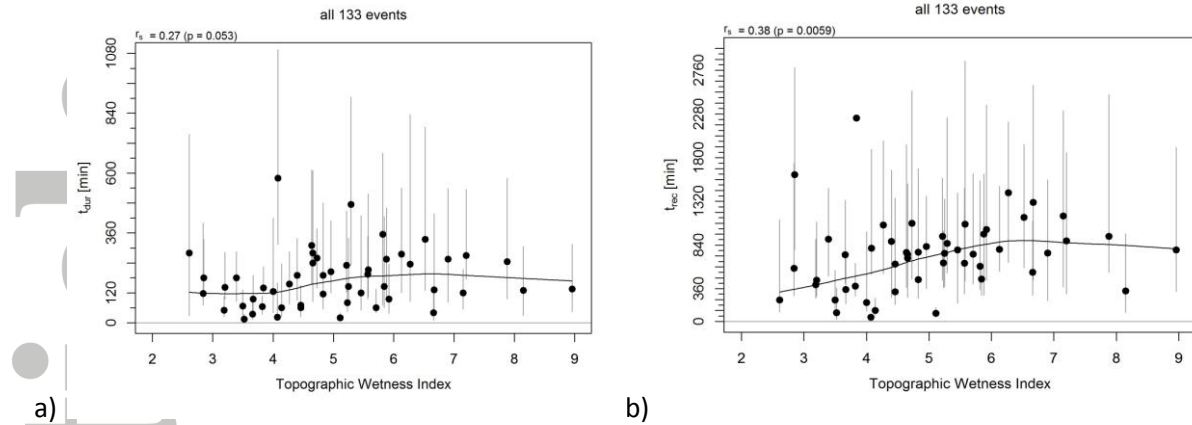 all 133 events
rs = 0.27 (p = 0.053)
tdur [min]
1080
840
600
360
120
0
2 3 4 5 6 7 8 9
Topographic Wetness Index
a)
all 133 events
rs = 0.38 (p = 0.0059)
trec [min]
2760
2280
1800
1320
840
360
0
2 3 4 5 6 7 8 9
Topographic Wetness Index
b)